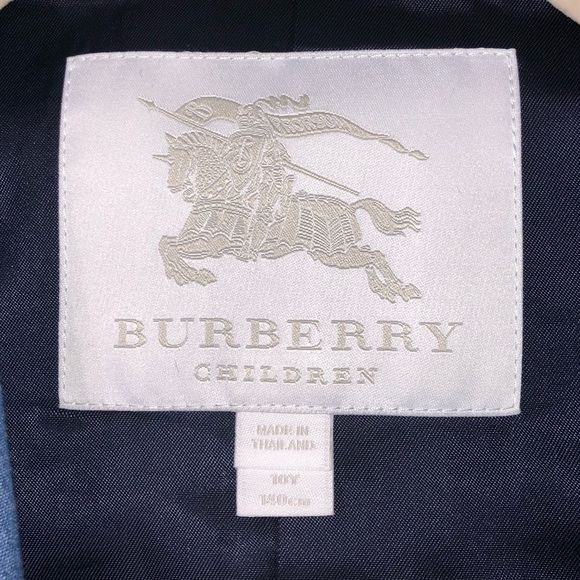 BURBERRY
CHILDREN
MADE IN
THAILAND
10Y
140cm